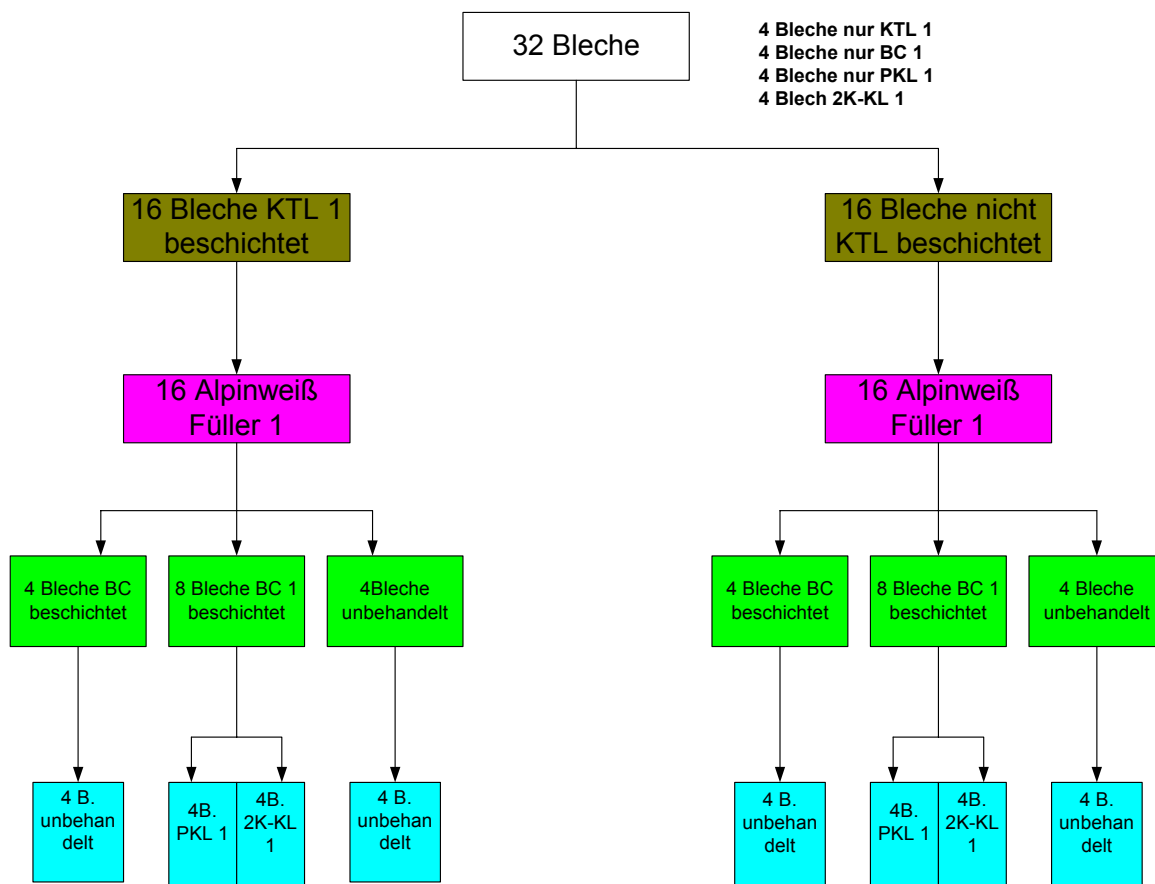 32 Bleche
4 Bleche nur KTL 1
4 Bleche nur BC 1
4 Bleche nur PKL 1
4 Blech 2K-KL 1
16 Bleche KTL 1
beschichtet
16 Bleche nicht
KTL beschichtet
16 Alpinweiß
Füller 1
16 Alpinweiß
Füller 1
4 Bleche BC
beschichtet
8 Bleche BC 1
beschichtet
4Bleche
unbehandelt
4 Bleche BC
beschichtet
8 Bleche BC 1
beschichtet
4 Bleche
unbehandelt
4 B.
unbehan
delt
4B.
PKL 1
4B.
2K-KL
1
4 B.
unbehan
delt
4 B.
unbehan
delt
4B.
PKL 1
4B.
2K-KL
1
4 B.
unbehan
delt